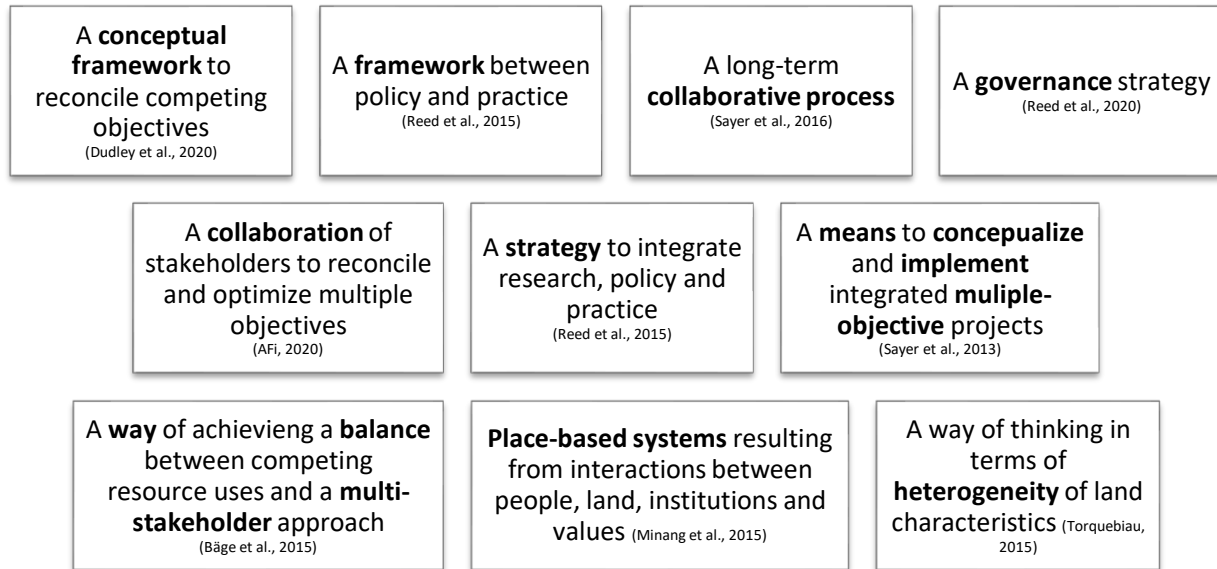 A conceptual
framework to
reconcile competing
objectives
(Dudley et al., 2020)
A framework between
policy and practice
(Reed et al., 2015)
A long-term
collaborative process
(Sayer et al., 2016)
A governance strategy
(Reed et al., 2020)
A collaboration of
stakeholders to reconcile
and optimize multiple
objectives
(AFi, 2020)
A strategy to integrate
research, policy and
practice
(Reed et al., 2015)
A means to concepualize
and implement
integrated muliple-
objective projects
(Sayer et al., 2013)
A way of achievieng a balance
between competing
resource uses and a multi-
stakeholder approach
(Bäge et al., 2015)
Place-based systems resulting
from interactions between
people, land, institutions and
values (Minang et al., 2015)
A way of thinking in
terms of
heterogeneity of land
characteristics (Torquebiau,
2015)